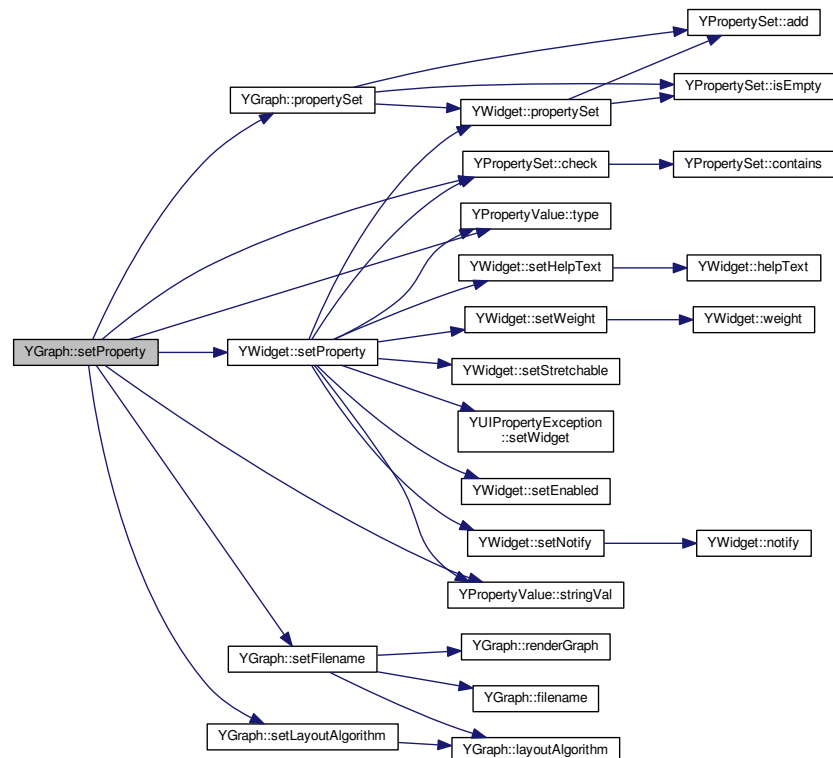 YPropertySet::add
YGraph::propertySet
YPropertySet::isEmpty
YWidget::propertySet
YPropertySet::check
YPropertySet::contains
YPropertyValue::type
YWidget::setHelpText
YWidget::helpText
YWidget::setWeight
YWidget::weight
YGraph::setProperty
YWidget::setProperty
YWidget::setStretchable
YUIPropertyException
::setWidget
YWidget::setEnabled
YWidget::setNotify
YWidget::notify
YPropertyValue::stringVal
YGraph::renderGraph
YGraph::setFilename
YGraph::filename
YGraph::setLayoutAlgorithm
YGraph::layoutAlgorithm